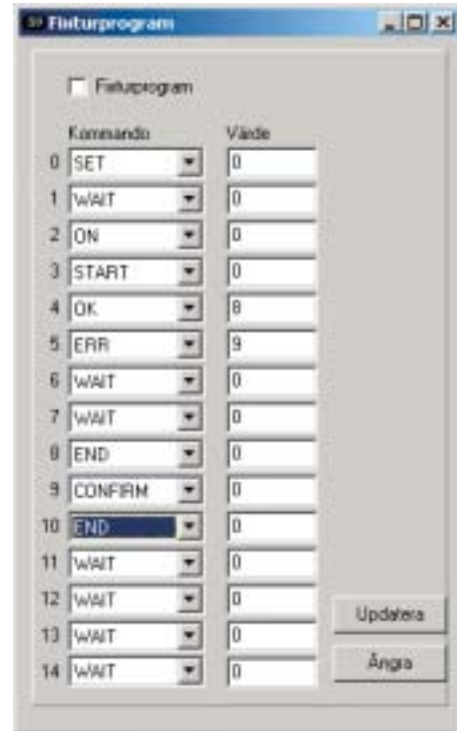 Fixturprogram
Fixturprogram
Kommando Värde
0 SET 0
1 WAIT 0
2 ON 0
3 START 0
4 OK 8
5 ERR 9
6 WAIT 0
7 WAIT 0
8 END 0
9 CONFIRM 0
10 END 0
11 WAIT 0
12 WAIT 0
13 WAIT 0
14 WAIT 0
Updatera
Ångra